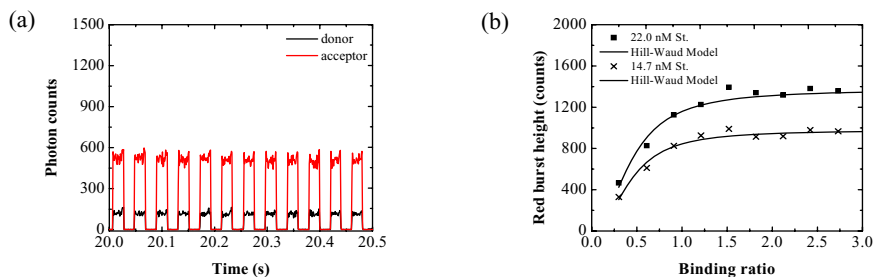 (a)
1500
1200
900
600
300
0
Photon counts
donor
acceptor
20.0 20.1 20.2 20.3 20.4 20.5
Time (s)
(b)
2000
1600
1200
800
400
0
Red burst height (counts)
22.0 nM St.
Hill-Waud Model
14.7 nM St.
Hill-Waud Model
0.0 0.5 1.0 1.5 2.0 2.5 3.0
Binding ratio